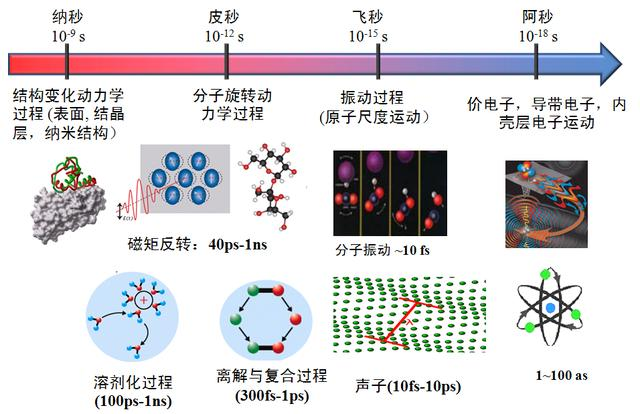 纳秒 皮秒 飞秒 阿秒
10-9 s 10-12 s 10-15 s 10-18 s
结构变化动力学
过程 (表面, 结晶
层，纳米结构）
分子旋转动
力学过程
振动过程
(原子尺度运动）
价电子，导带电子，内
壳层电子运动
ε(t)
磁矩反转：40ps-1ns
分子振动 ~10 fs
+
λ
溶剂化过程
(100ps-1ns)
离解与复合过程
(300fs-1ps)
声子(10fs-10ps)
1~100 as